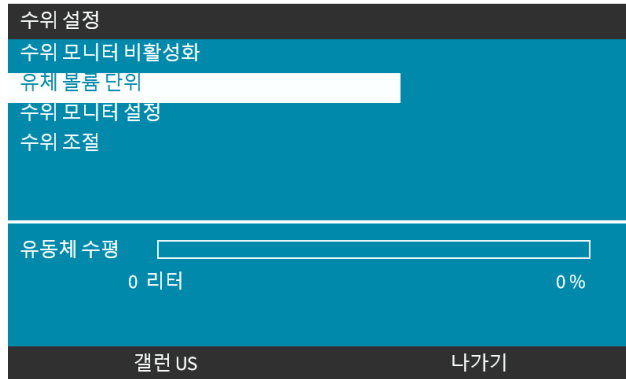 수위 설정
수위 모니터 비활성화
유체 볼륨 단위
수위 모니터 설정
수위 조절
유동체 수평
0 리터 0 %
갤런 US 나가기